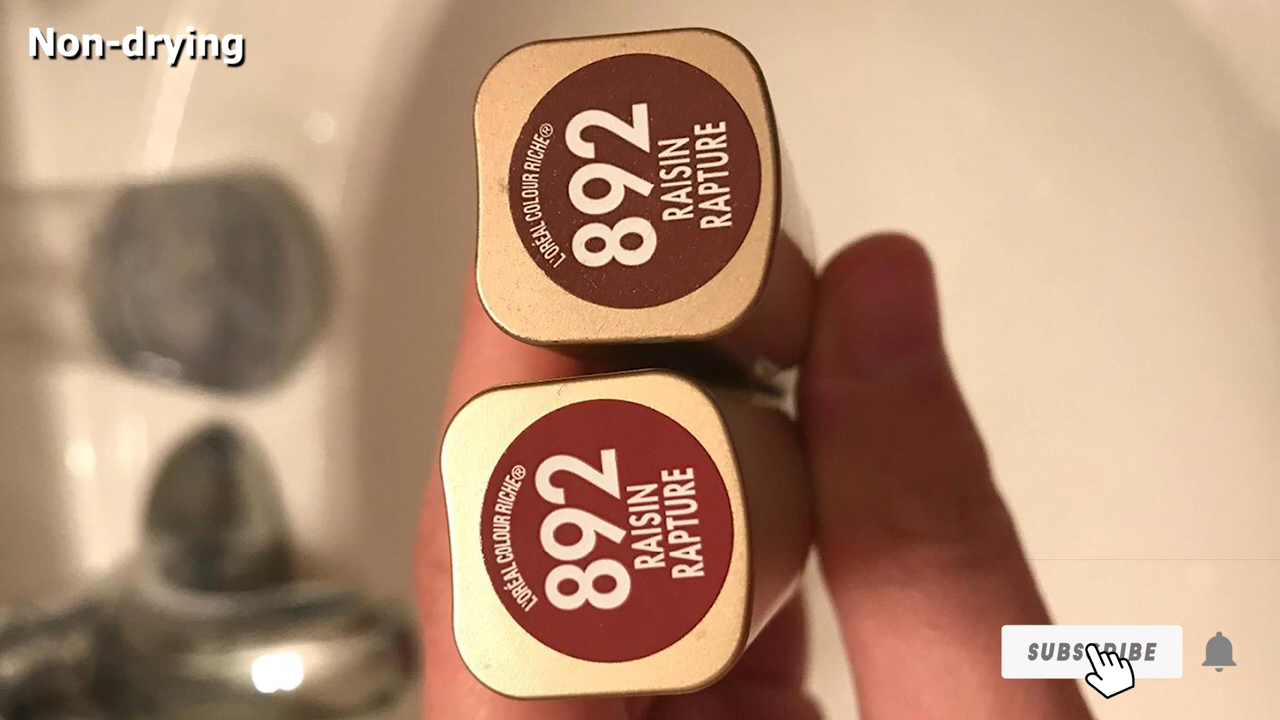 Non-drying
L'ORÉAL COLOUR RICHE®
892
RAISIN
RAPTURE
L'ORÉAL COLOUR RICHE®
892
RAISIN
RAPTURE
SUBSCRIBE